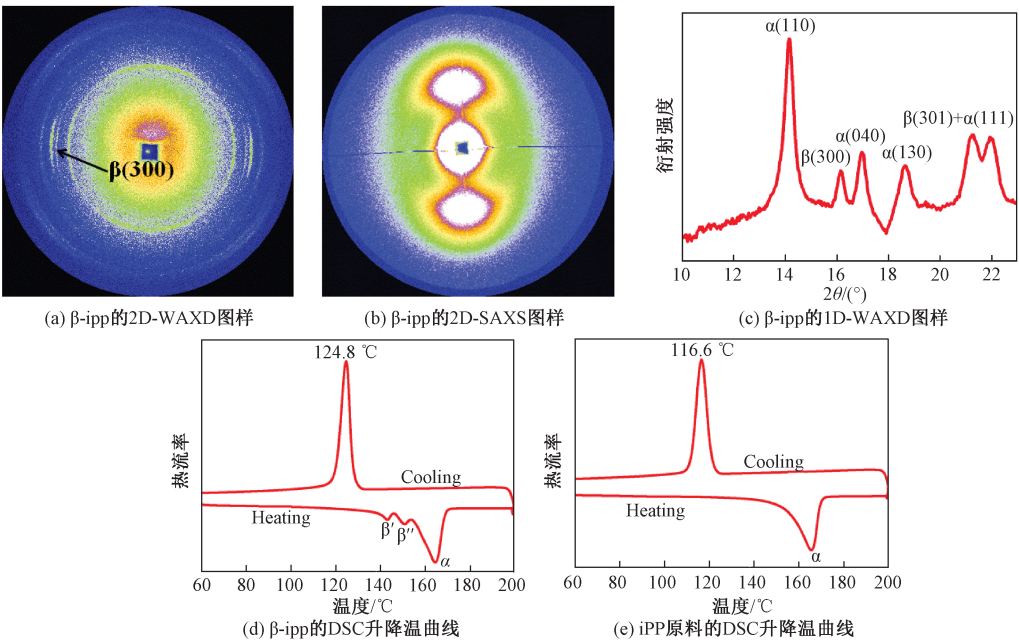 β(300)
(a) β-ipp的2D-WAXD图样
(b) β-ipp的2D-SAXS图样
衍射强度
α(110)
β(300)
α(040)
α(130)
β(301)+α(111)
10 12 14 16 18 20 22
2θ/(°)
(c) β-ipp的1D-WAXD图样
热流率
124.8 ℃
Cooling
Heating
β′
β′′
α
60 80 100 120 140 160 180 200
温度/℃
(d) β-ipp的DSC升降温曲线
热流率
116.6 ℃
Cooling
Heating
α
60 80 100 120 140 160 180 200
温度/℃
(e) iPP原料的DSC升降温曲线